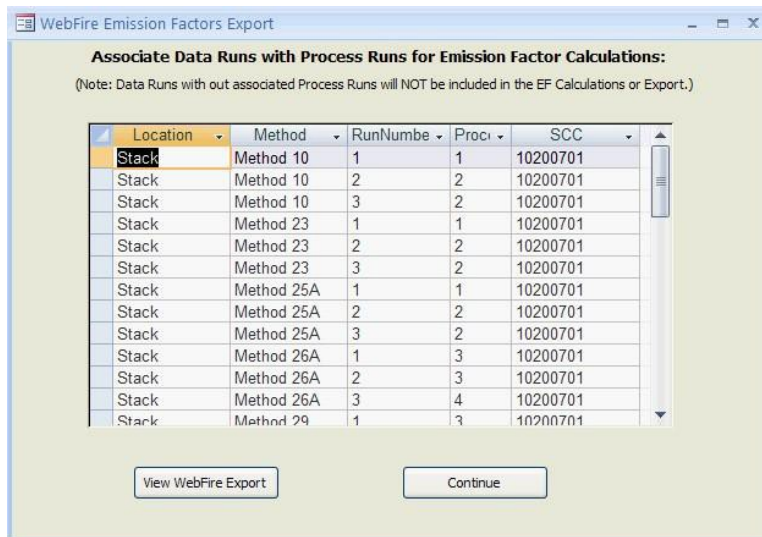 WebFire Emission Factors Export
Associate Data Runs with Process Runs for Emission Factor Calculations:
(Note: Data Runs with out associated Process Runs will NOT be included in the EF Calculations or Export.)
Location Method RunNumbe Proc SCC
Stack Method 10 1 1 10200701
Stack Method 10 2 2 10200701
Stack Method 10 3 2 10200701
Stack Method 23 1 1 10200701
Stack Method 23 2 2 10200701
Stack Method 23 3 2 10200701
Stack Method 25A 1 1 10200701
Stack Method 25A 2 2 10200701
Stack Method 25A 3 2 10200701
Stack Method 26A 1 3 10200701
Stack Method 26A 2 3 10200701
Stack Method 26A 3 4 10200701
Stack Method 29 1 3 10200701
View WebFire Export Continue